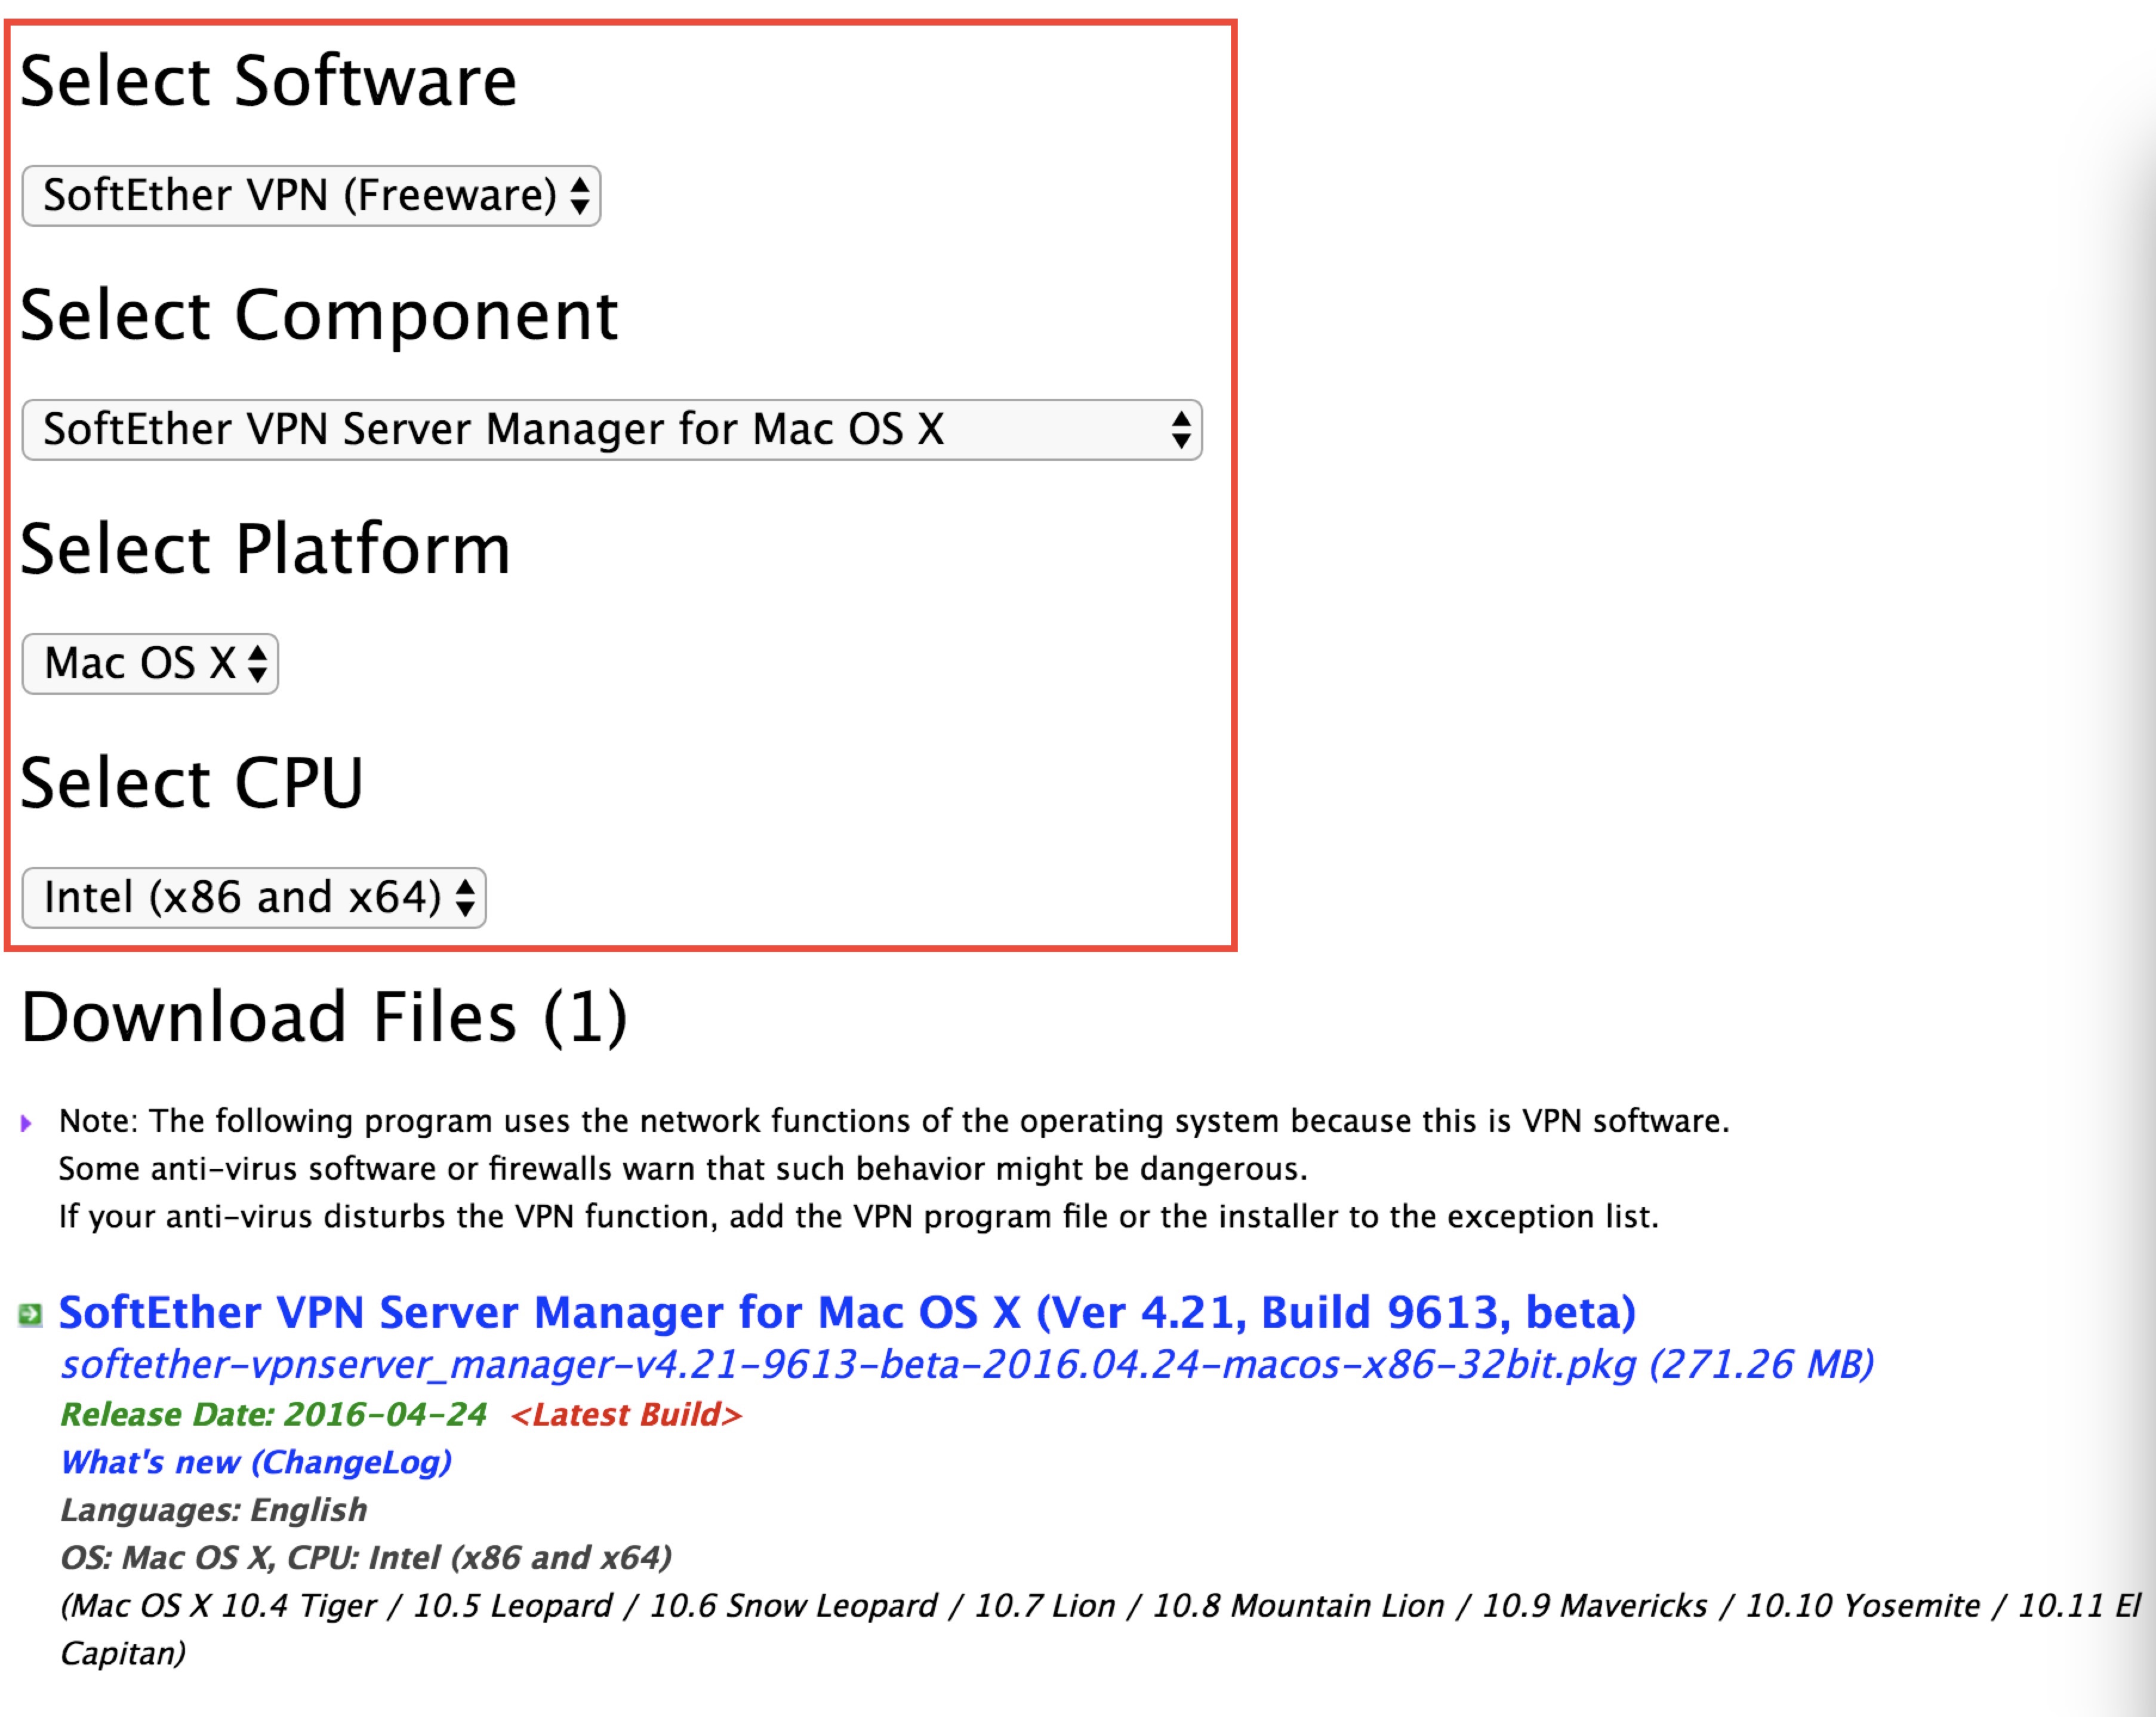 Select Software
SoftEther VPN (Freeware)
Select Component
SoftEther VPN Server Manager for Mac OS X
Select Platform
Mac OS X
Select CPU
Intel (x86 and x64)
Download Files (1)
Note: The following program uses the network functions of the operating system because this is VPN software.
Some anti-virus software or firewalls warn that such behavior might be dangerous.
If your anti-virus disturbs the VPN function, add the VPN program file or the installer to the exception list.
SoftEther VPN Server Manager for Mac OS X (Ver 4.21, Build 9613, beta)
softether-vpnserver_manager-v4.21-9613-beta-2016.04.24-macos-x86-32bit.pkg (271.26 MB)
Release Date: 2016-04-24 <Latest Build>
What's new (ChangeLog)
Languages: English
OS: Mac OS X, CPU: Intel (x86 and x64)
(Mac OS X 10.4 Tiger / 10.5 Leopard / 10.6 Snow Leopard / 10.7 Lion / 10.8 Mountain Lion / 10.9 Mavericks / 10.10 Yosemite / 10.11 El
Capitan)